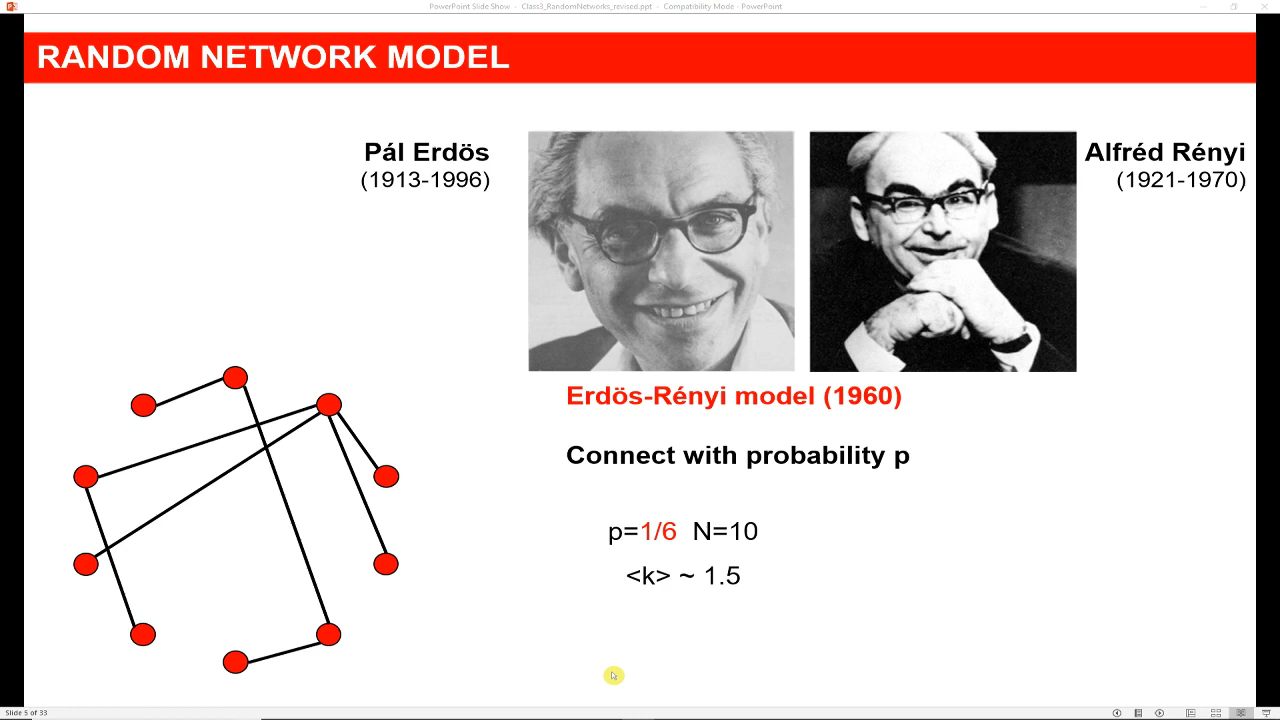 PowerPoint Slide Show - Class3_RandomNetworks_revised.ppt - Compatibility Mode - PowerPoint
RANDOM NETWORK MODEL
Pál Erdös
(1913-1996)
Alfréd Rényi
(1921-1970)
Erdös-Rényi model (1960)
Connect with probability p
p=1/6 N=10
<k> ~ 1.5
Slide 5 of 33